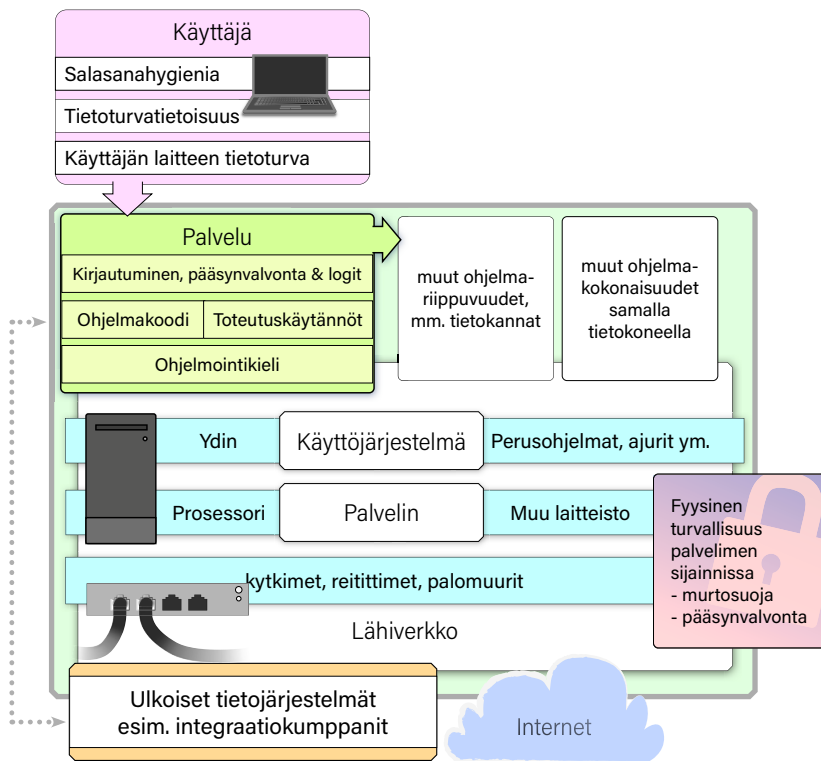 Käyttäjä
Salasanahygienia
Tietoturvatietoisuus
Käyttäjän laitteen tietoturva
Palvelu
Kirjautuminen, pääsynvalvonta & logit
Ohjelmakoodi
Toteutuskäytännöt
Ohjelmointikieli
muut ohjelma-
riippuvuudet,
mm. tietokannat
muut ohjelma-
kokonaisuudet
samalla
tietokoneella
Ydin
Käyttöjärjestelmä
Perusohjelmat, ajurit ym.
Prosessori
Palvelin
Muu laitteisto
Fyysinen
turvallisuus
palvelimen
sijainnissa
- murtosuoja
- pääsynvalvonta
kytkimet, reitittimet, palomuurit
Lähiverkko
Ulkoiset tietojärjestelmät
esim. integraatiokumppanit
Internet